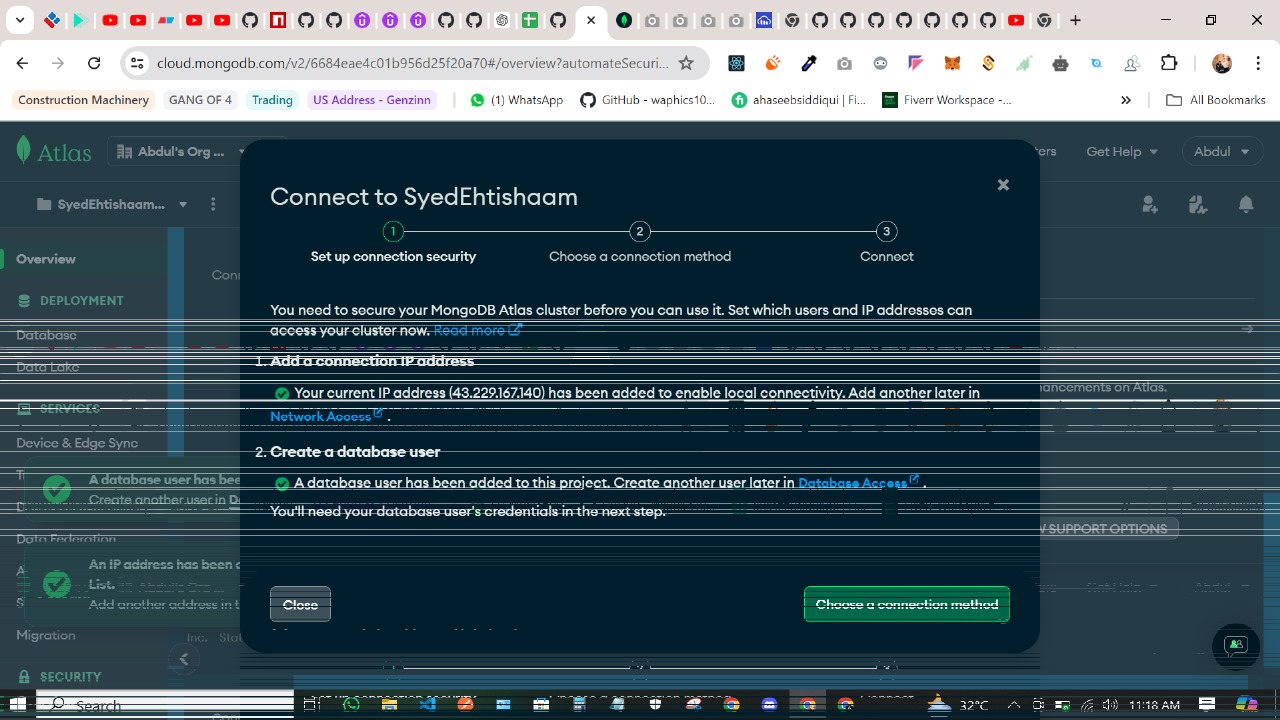 cloud.mongodb.com/v2/6684eae4c01b956d25f20a70#/overview?automateSecuri...
Construction Machinery
GANG OF 4
Trading
US Address - Genzinn
(1) WhatsApp
GitHub - waphics10...
ahaseebsiddiqui | Fi...
Fiverr Workspace -...
All Bookmarks
Atlas
Abdul's Org ...
Get Help
Abdul
SyedEhtishaam...
Connect to SyedEhtishaam
1
2
3
Set up connection security
Choose a connection method
Connect
Overview
DEPLOYMENT
Database
Data Lake
SERVICES
Device & Edge Sync
Data Federation
Migration
SECURITY
You need to secure your MongoDB Atlas cluster before you can use it. Set which users and IP addresses can
access your cluster now. Read more
1. Add a connection IP address
Your current IP address (43.229.167.140) has been added to enable local connectivity. Add another later in
Network Access .
2. Create a database user
A database user has been added to this project. Create another user later in Database Access .
You'll need your database user's credentials in the next step.
A database user has bee
Create another user in
An IP address has been
List.
Add another address in
Close
Choose a connection method
ancements on Atlas.
SUPPORT OPTIONS
Inc.
Search
32°C
11:18 AM